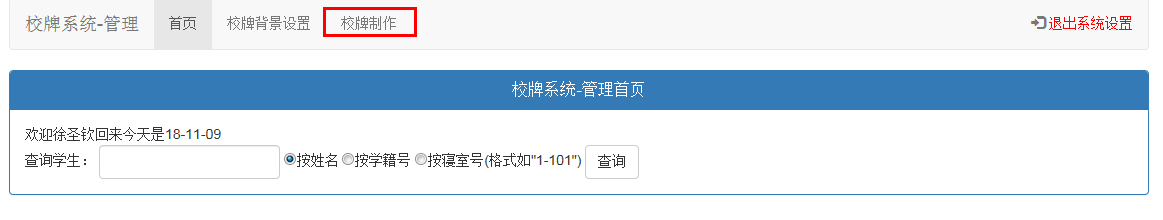 校牌系统-管理 首页 校牌背景设置 校牌制作 退出系统设置
校牌系统-管理首页
欢迎徐圣钦回来今天是18-11-09
查询学生： 按姓名 按学籍号 按寝室号(格式如"1-101") 查询